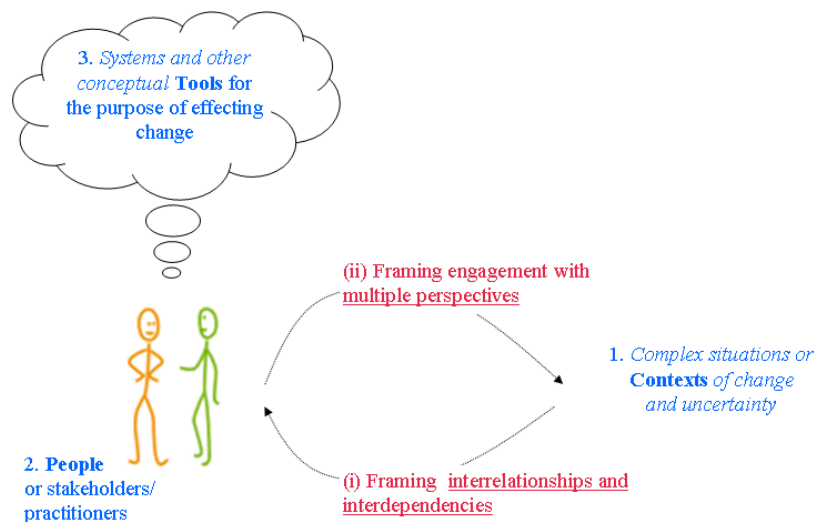 3. Systems and other
conceptual Tools for
the purpose of effecting
change
(ii) Framing engagement with
multiple perspectives
1. Complex situations or
Contexts of change
and uncertainty
2. People
or stakeholders/
practitioners
(i) Framing interrelationships and
interdependencies